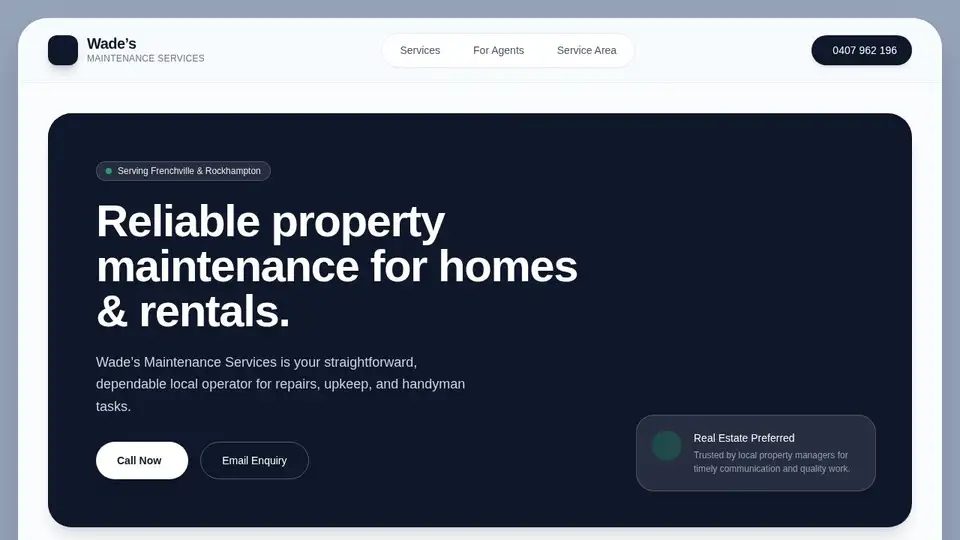 Wade’s
MAINTENANCE SERVICES
Services
For Agents
Service Area
0407 962 196
Serving Frenchville & Rockhampton
Reliable property
maintenance for homes
& rentals.
Wade’s Maintenance Services is your straightforward,
dependable local operator for repairs, upkeep, and handyman
tasks.
Call Now
Email Enquiry
Real Estate Preferred
Trusted by local property managers for
timely communication and quality work.